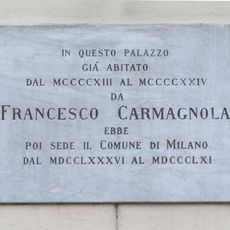 IN QUESTO PALAZZO
GIÁ ABITATO
DAL MCCCCXIII AL MCCCCXXIV
DA
FRANCESCO CARMAGNOLA
EBBE
POI SEDE IL COMUNE DI MILANO
DAL MDCCLXXXVI AL MDCCCLXI